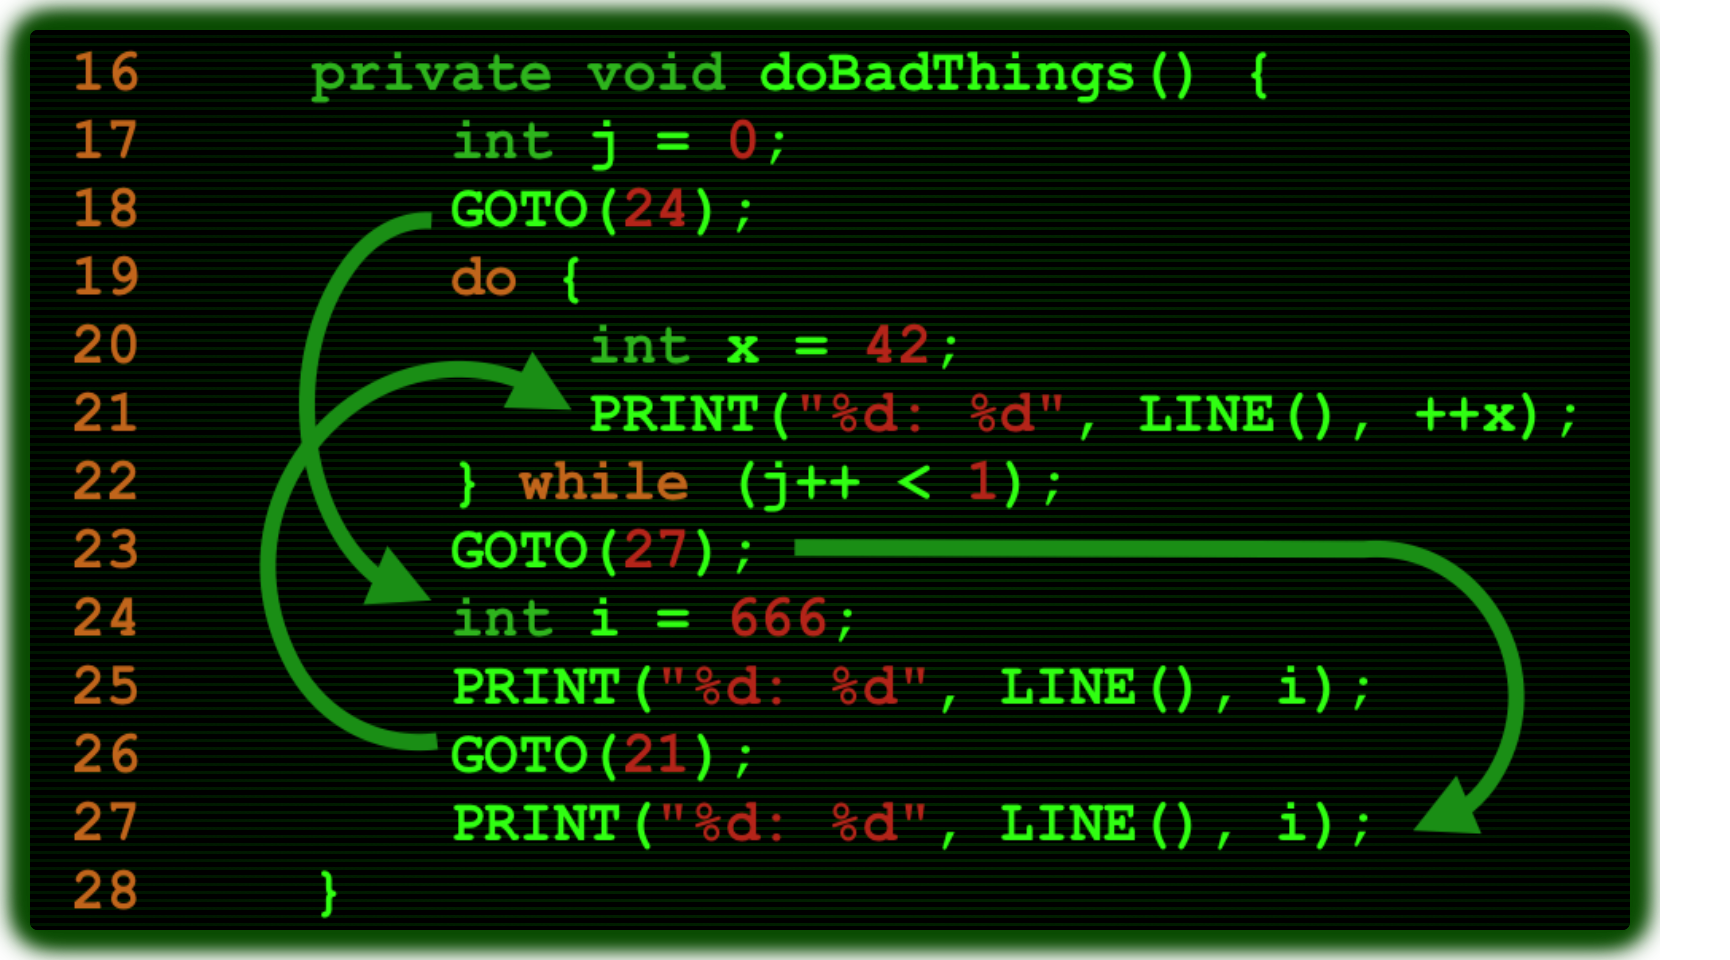 16 private void doBadThings() {
17 int j = 0;
18 GOTO(24);
19 do {
20 int x = 42;
21 PRINT("%d: %d", LINE(), ++x);
22 } while (j++ < 1);
23 GOTO(27);
24 int i = 666;
25 PRINT("%d: %d", LINE(), i);
26 GOTO(21);
27 PRINT("%d: %d", LINE(), i);
28 }